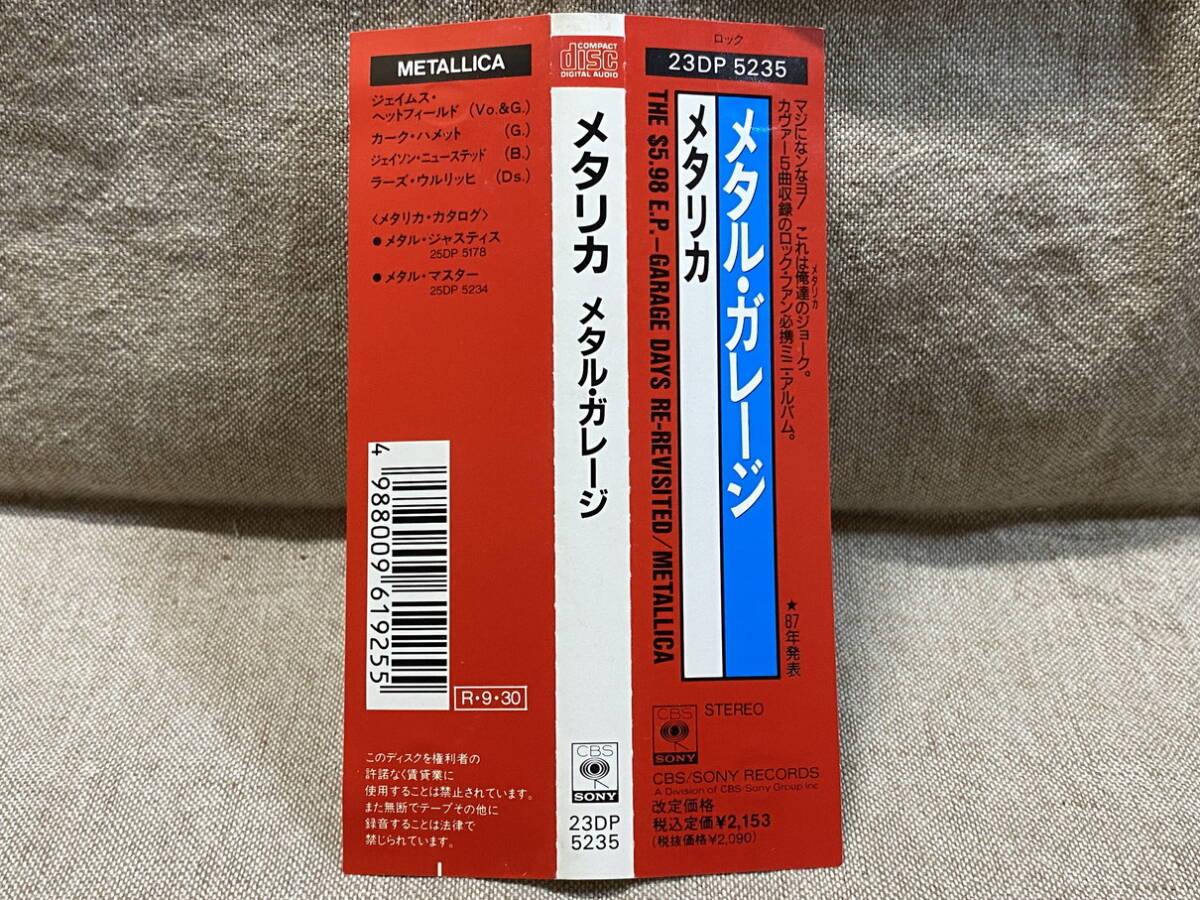 METALLICA
ジェイムス・
ヘットフィールド (Vo.&G.)
カーク・ハメット (G.)
ジェイソン・ニューステッド (B.)
ラーズ・ウルリッヒ (Ds.)
〈メタリカ・カタログ〉
● メタル・ジャスティス
25DP 5178
● メタル・マスター
25DP 5234
4 988009 619255
R・9・30
このディスクを権利者の
許諾なく賃貸業に
使用することは禁止されています。
また無断でテープその他に
録音することは法律で
禁じられています。
COMPACT
disc
DIGITAL AUDIO
メタリカ メタル・ガレージ
CBS
SONY
23DP
5235
ロック
23DP 5235
マジになンなヨ! これは俺達のジョーク。
メタリカ
カヴァー5曲収録のロック・ファン必携ミニ・アルバム。
★87年発表
メタル・ガレージ
メタリカ
THE $5.98 E.P.–GARAGE DAYS RE-REVISITED/METALLICA
CBS
SONY
STEREO
CBS/SONY RECORDS
A Division of CBS/Sony Group Inc
改定価格
税込定価¥2,153
(税抜価格¥2,090)